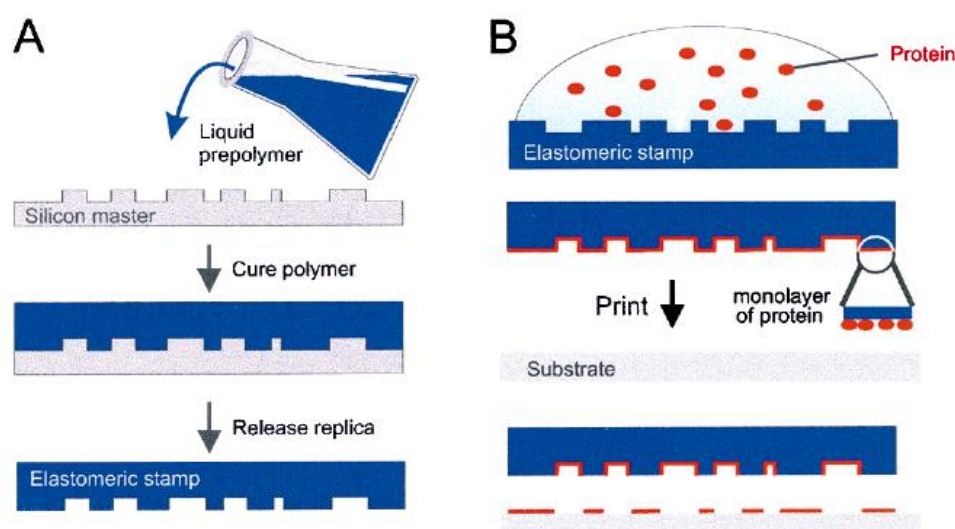 A
Liquid
prepolymer
Silicon master
Cure polymer
Release replica
Elastomeric stamp
B
Protein
Elastomeric stamp
Print
monolayer
of protein
Substrate